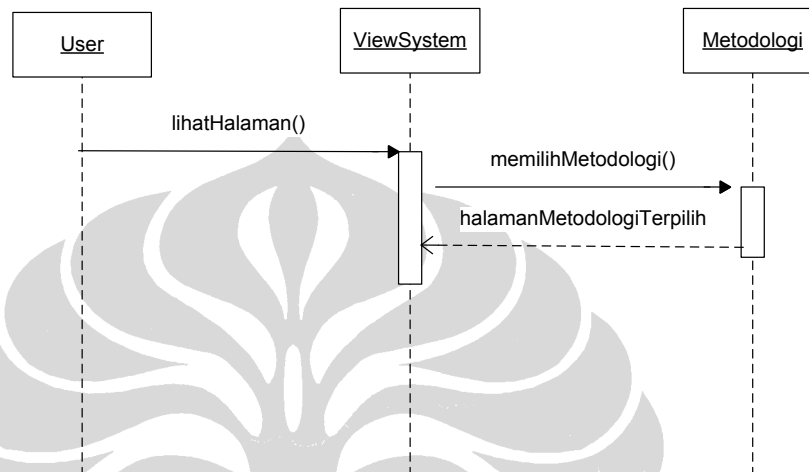 User
ViewSystem
Metodologi
lihatHalaman()
memilihMetodologi()
halamanMetodologiTerpilih